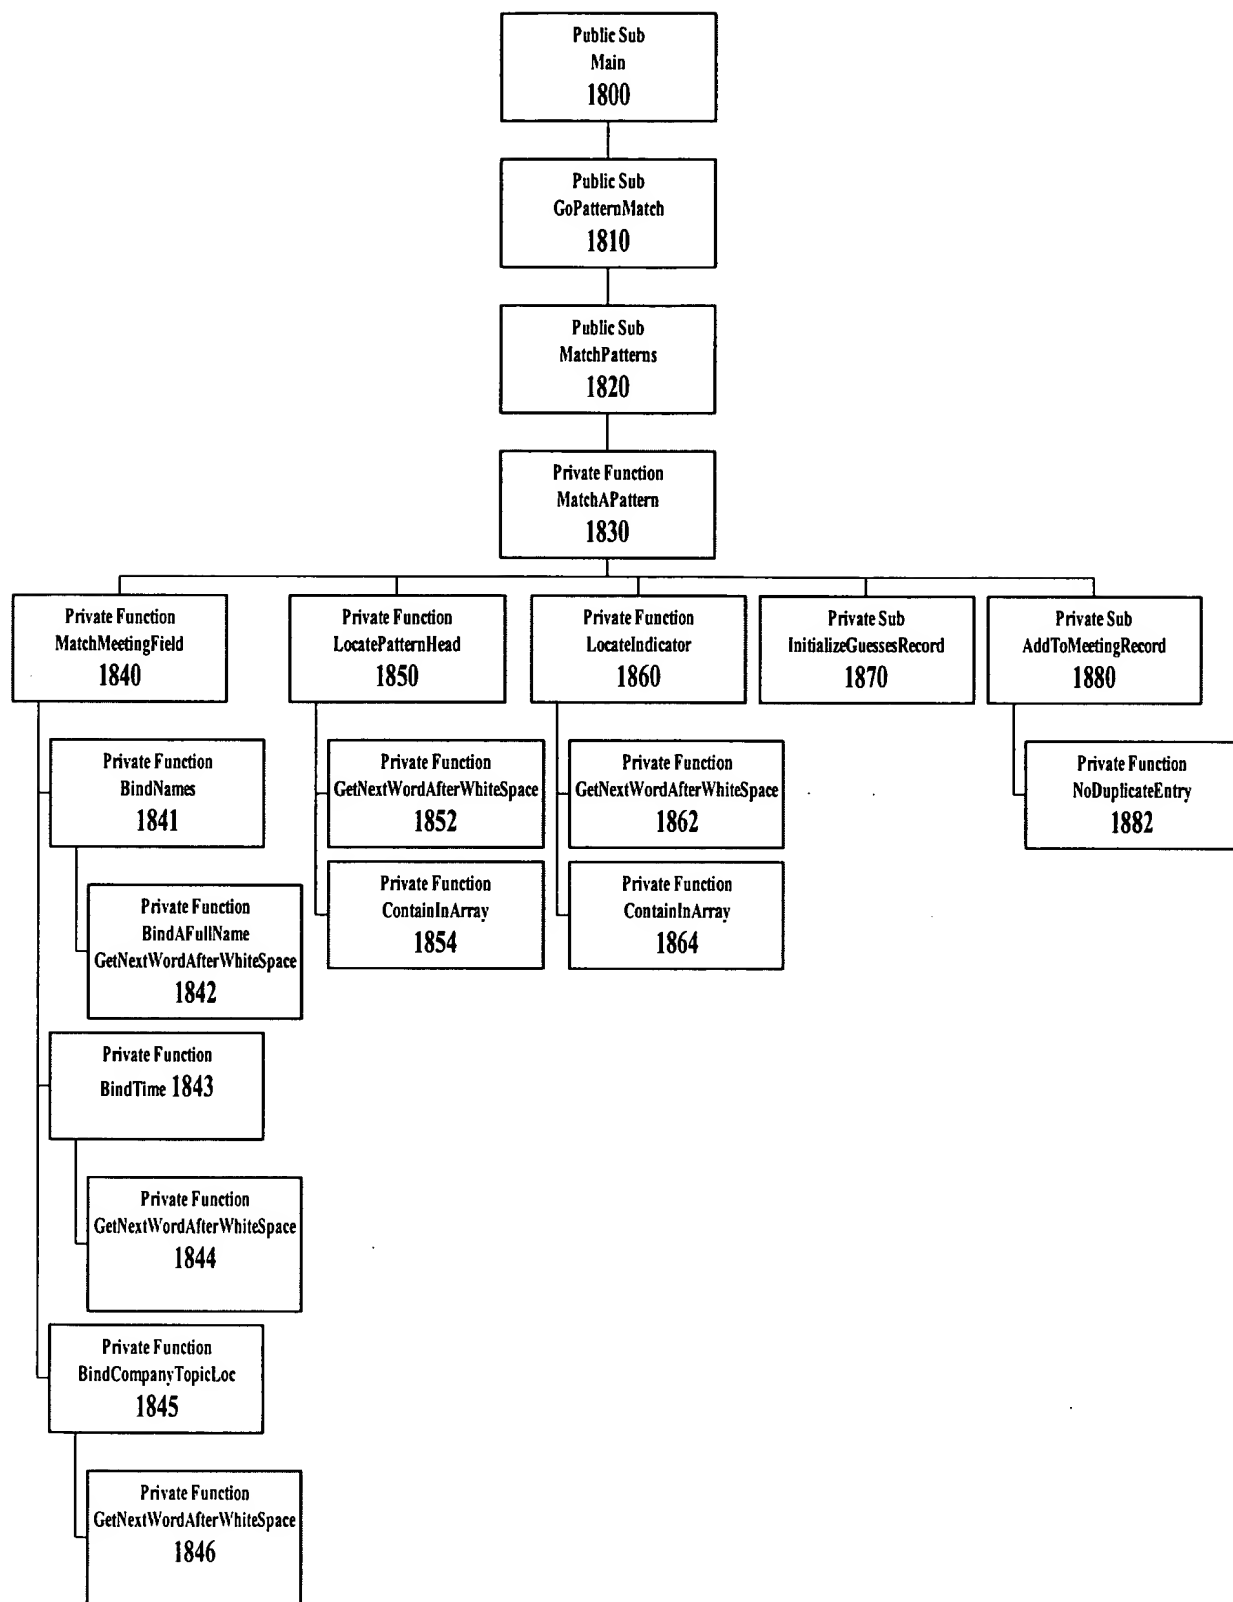 Public Sub
Main
1800
Public Sub
GoPatternMatch
1810
Public Sub
MatchPatterns
1820
Private Function
MatchAPattern
1830
Private Function
MatchMeetingField
1840
Private Function
LocatePatternHead
1850
Private Function
LocateIndicator
1860
Private Sub
InitializeGuessesRecord
1870
Private Sub
AddToMeetingRecord
1880
Private Function
BindNames
1841
Private Function
GetNextWordAfterWhiteSpace
1852
Private Function
GetNextWordAfterWhiteSpace
1862
Private Function
NoDuplicateEntry
1882
Private Function
BindAFullName
GetNextWordAfterWhiteSpace
1842
Private Function
ContainInArray
1854
Private Function
ContainInArray
1864
Private Function
BindTime 1843
Private Function
GetNextWordAfterWhiteSpace
1844
Private Function
BindCompanyTopicLoc
1845
Private Function
GetNextWordAfterWhiteSpace
1846